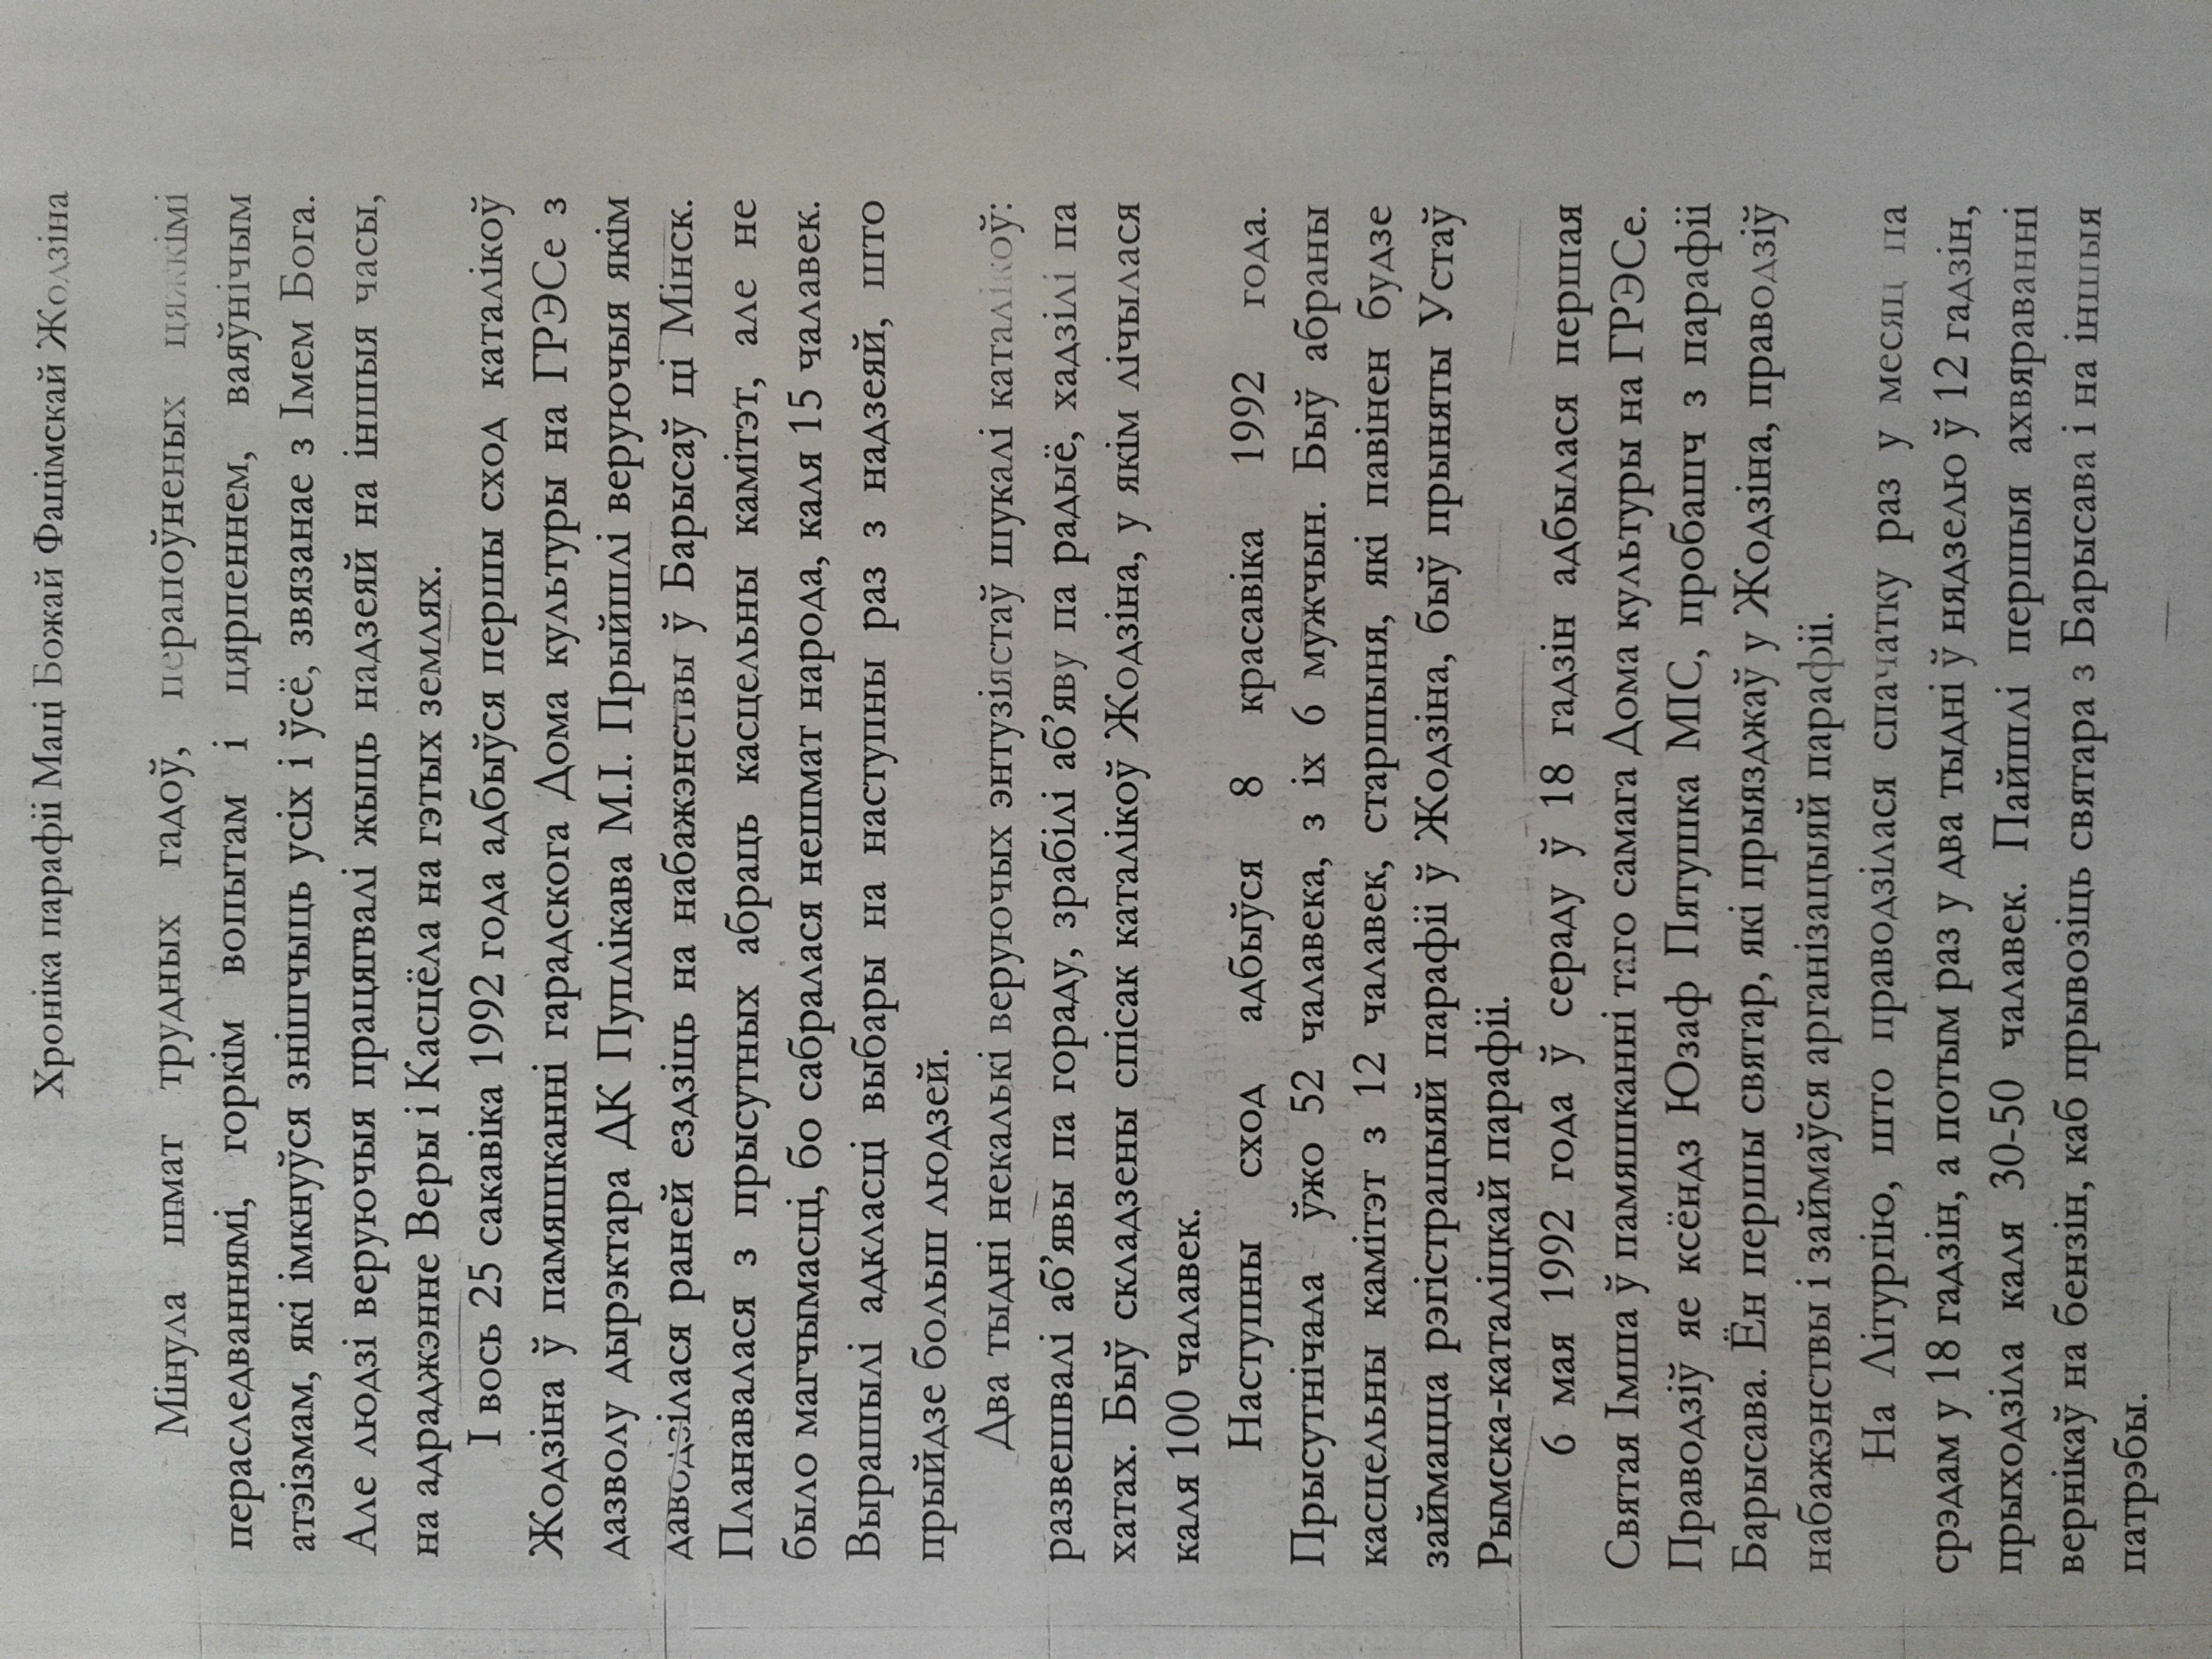 Хроніка парафіі Маці Божай Фацімскай Жодзіна
Мінула шмат трудных гадоў, перапоўненых цяжкімі
пераследваннямі, горкім вопытам і цярпеннем, ваяўнічым
атэізмам, які імкнуўся знішчыць усіх і ўсё, звязанае з Імем Бога.
Але людзі веруючыя працягвалі жыць надзеяй на іншыя часы,
на адраджэнне Веры і Касцёла на гэтых землях.
І вось 25 сакавіка 1992 года адбыўся першы сход каталікоў
Жодзіна ў памяшканні гарадскога Дома культуры на ГРЭСе з
дазволу дырэктара ДК Пуплікава М.І. Прыйшлі веруючыя якім
даводзілася раней ездзіць на набажэнствы ў Барысаў ці Мінск.
Планавалася з прысутных абраць касцельны камітэт, але не
было магчымасці, бо сабралася нешмат народа, каля 15 чалавек.
Вырашылі адкласці выбары на наступны раз з надзеяй, што
прыйдзе больш людзей.
Два тыдні некалькі веруючых энтузіястаў шукалі каталікоў:
развешвалі аб’явы па гораду, зрабілі аб’яву па радыё, хадзілі па
хатах. Быў складзены спісак каталікоў Жодзіна, у якім лічылася
каля 100 чалавек.
Наступны сход адбыўся 8 красавіка 1992 года.
Прысутнічала ўжо 52 чалавека, з іх 6 мужчын. Быў абраны
касцельны камітэт з 12 чалавек, старшыня, які павінен будзе
займацца рэгістрацыяй парафіі ў Жодзіна, быў прыняты Устаў
Рымска-каталіцкай парафіі.
6 мая 1992 года ў сераду ў 18 гадзін адбылася першая
Святая Імша ў памяшканні таго самага Дома культуры на ГРЭСе.
Праводзіў яе ксёндз Юзаф Пятушка МІС, пробашч з парафіі
Барысава. Ён першы святар, які прыязджаў у Жодзіна, праводзіў
набажэнствы і займаўся арганізацыяй парафіі.
На Літургію, што праводзілася спачатку раз у месяц па
срэдам у 18 гадзін, а потым раз у два тыдні ў нядзелю ў 12 гадзін,
прыходзіла каля 30-50 чалавек. Пайшлі першыя ахвяраванні
вернікаў на бензін, каб прывозіць святара з Барысава і на іншыя
патрэбы.